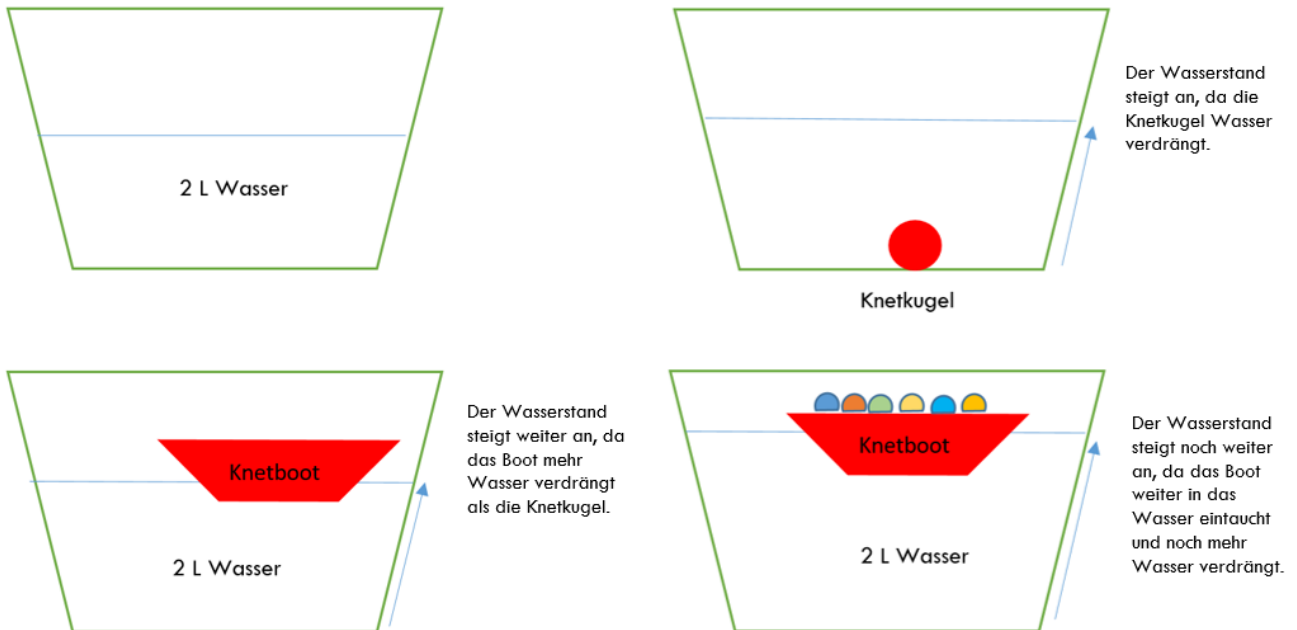 2 L Wasser
Der Wasserstand
steigt an, da die
Knetkugel Wasser
verdrängt.
Knetkugel
Knetboot
2 L Wasser
Der Wasserstand
steigt weiter an, da
das Boot mehr
Wasser verdrängt
als die Knetkugel.
Knetboot
2 L Wasser
Der Wasserstand
steigt noch weiter
an, da das Boot
weiter in das
Wasser eintaucht
und noch mehr
Wasser verdrängt.